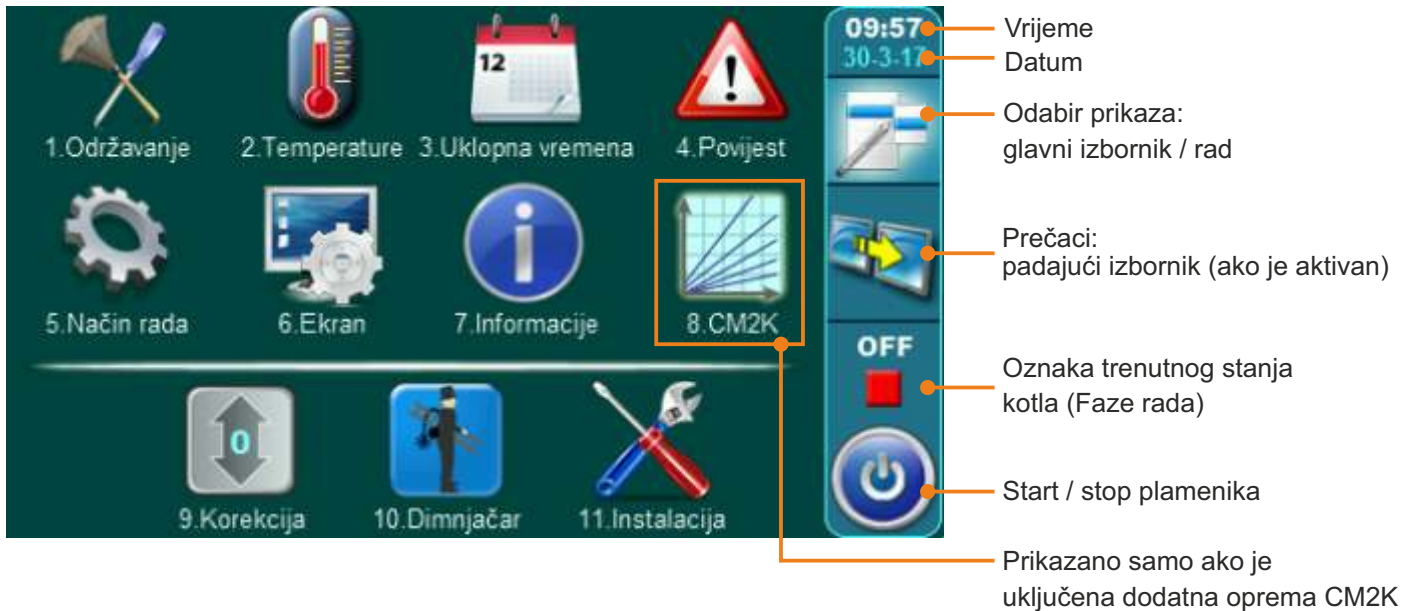 1.Održavanje
2.Temperature
3.Uklopna vremena
12
4.Povijest
5.Način rada
6.Ekran
7.Informacije
8.CM2K
9.Korekcija
0
10.Dimnjačar
11.Instalacija
09:57
30-3-17
OFF
Vrijeme
Datum
Odabir prikaza:
glavni izbornik / rad
Prečaci:
padajući izbornik (ako je aktivan)
Oznaka trenutnog stanja
kotla (Faze rada)
Start / stop plamenika
Prikazano samo ako je
uključena dodatna oprema CM2K